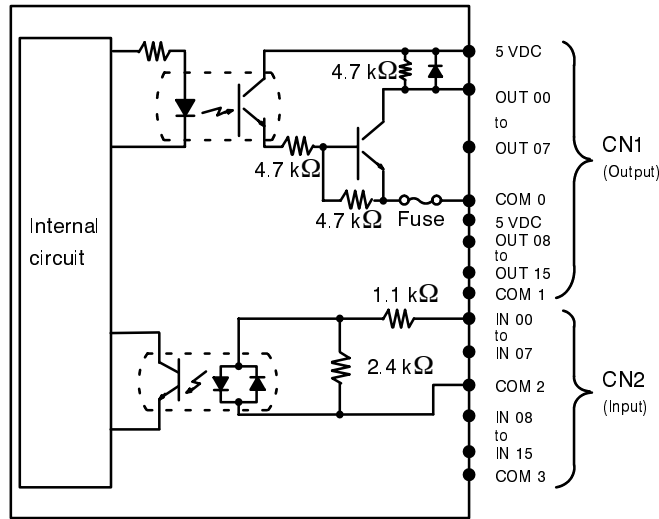 5 VDC
4.7 kΩ
OUT 00
to
OUT 07
CN1
(Output)
4.7 kΩ
COM 0
4.7 kΩ
Fuse
5 VDC
OUT 08
to
OUT 15
COM 1
Internal
circuit
1.1 kΩ
IN 00
to
IN 07
2.4 kΩ
COM 2
CN2
(Input)
IN 08
to
IN 15
COM 3